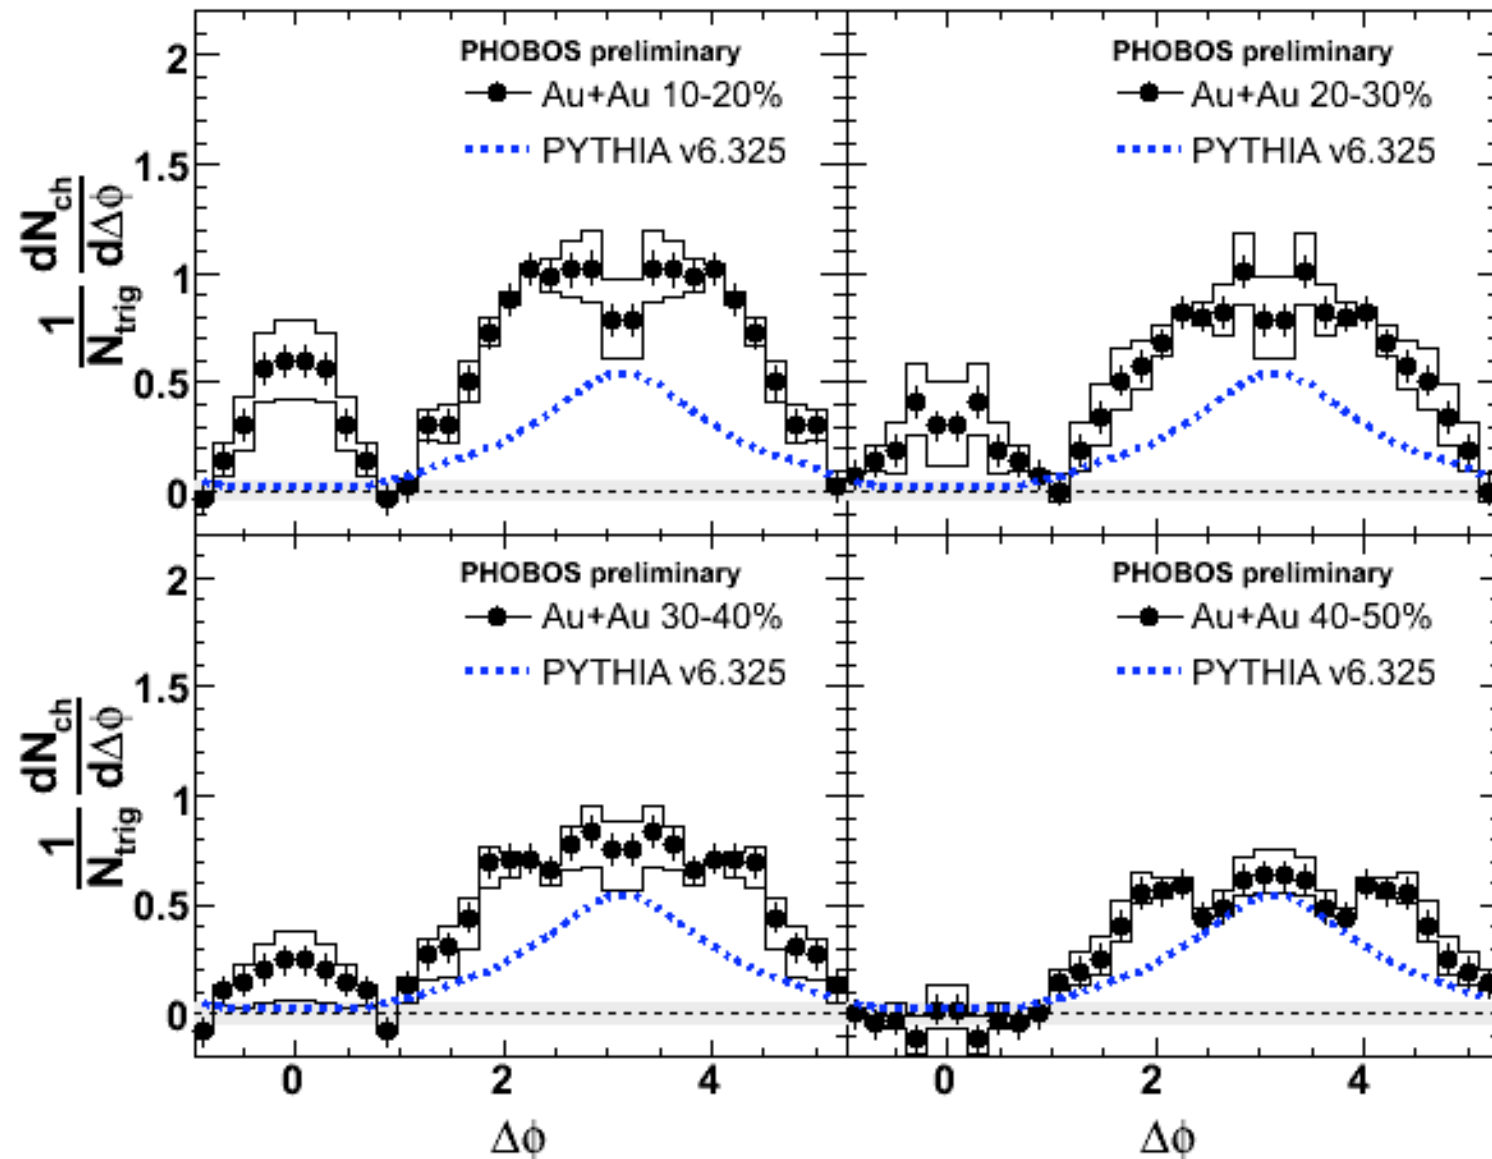 PHOBOS preliminary
Au+Au 10-20%
PYTHIA v6.325
PHOBOS preliminary
Au+Au 20-30%
PYTHIA v6.325
2
1.5
1
0.5
0
1 dN_ch
N_trig dΔϕ
PHOBOS preliminary
Au+Au 30-40%
PYTHIA v6.325
PHOBOS preliminary
Au+Au 40-50%
PYTHIA v6.325
2
1.5
1
0.5
0
1 dN_ch
N_trig dΔϕ
0 2 4 0 2 4
Δϕ Δϕ